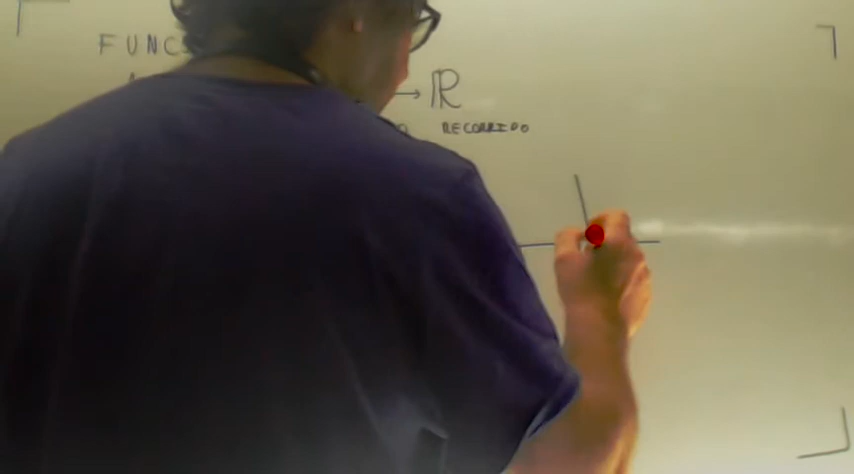 FUNC
→ ℝ
RECORRIDO